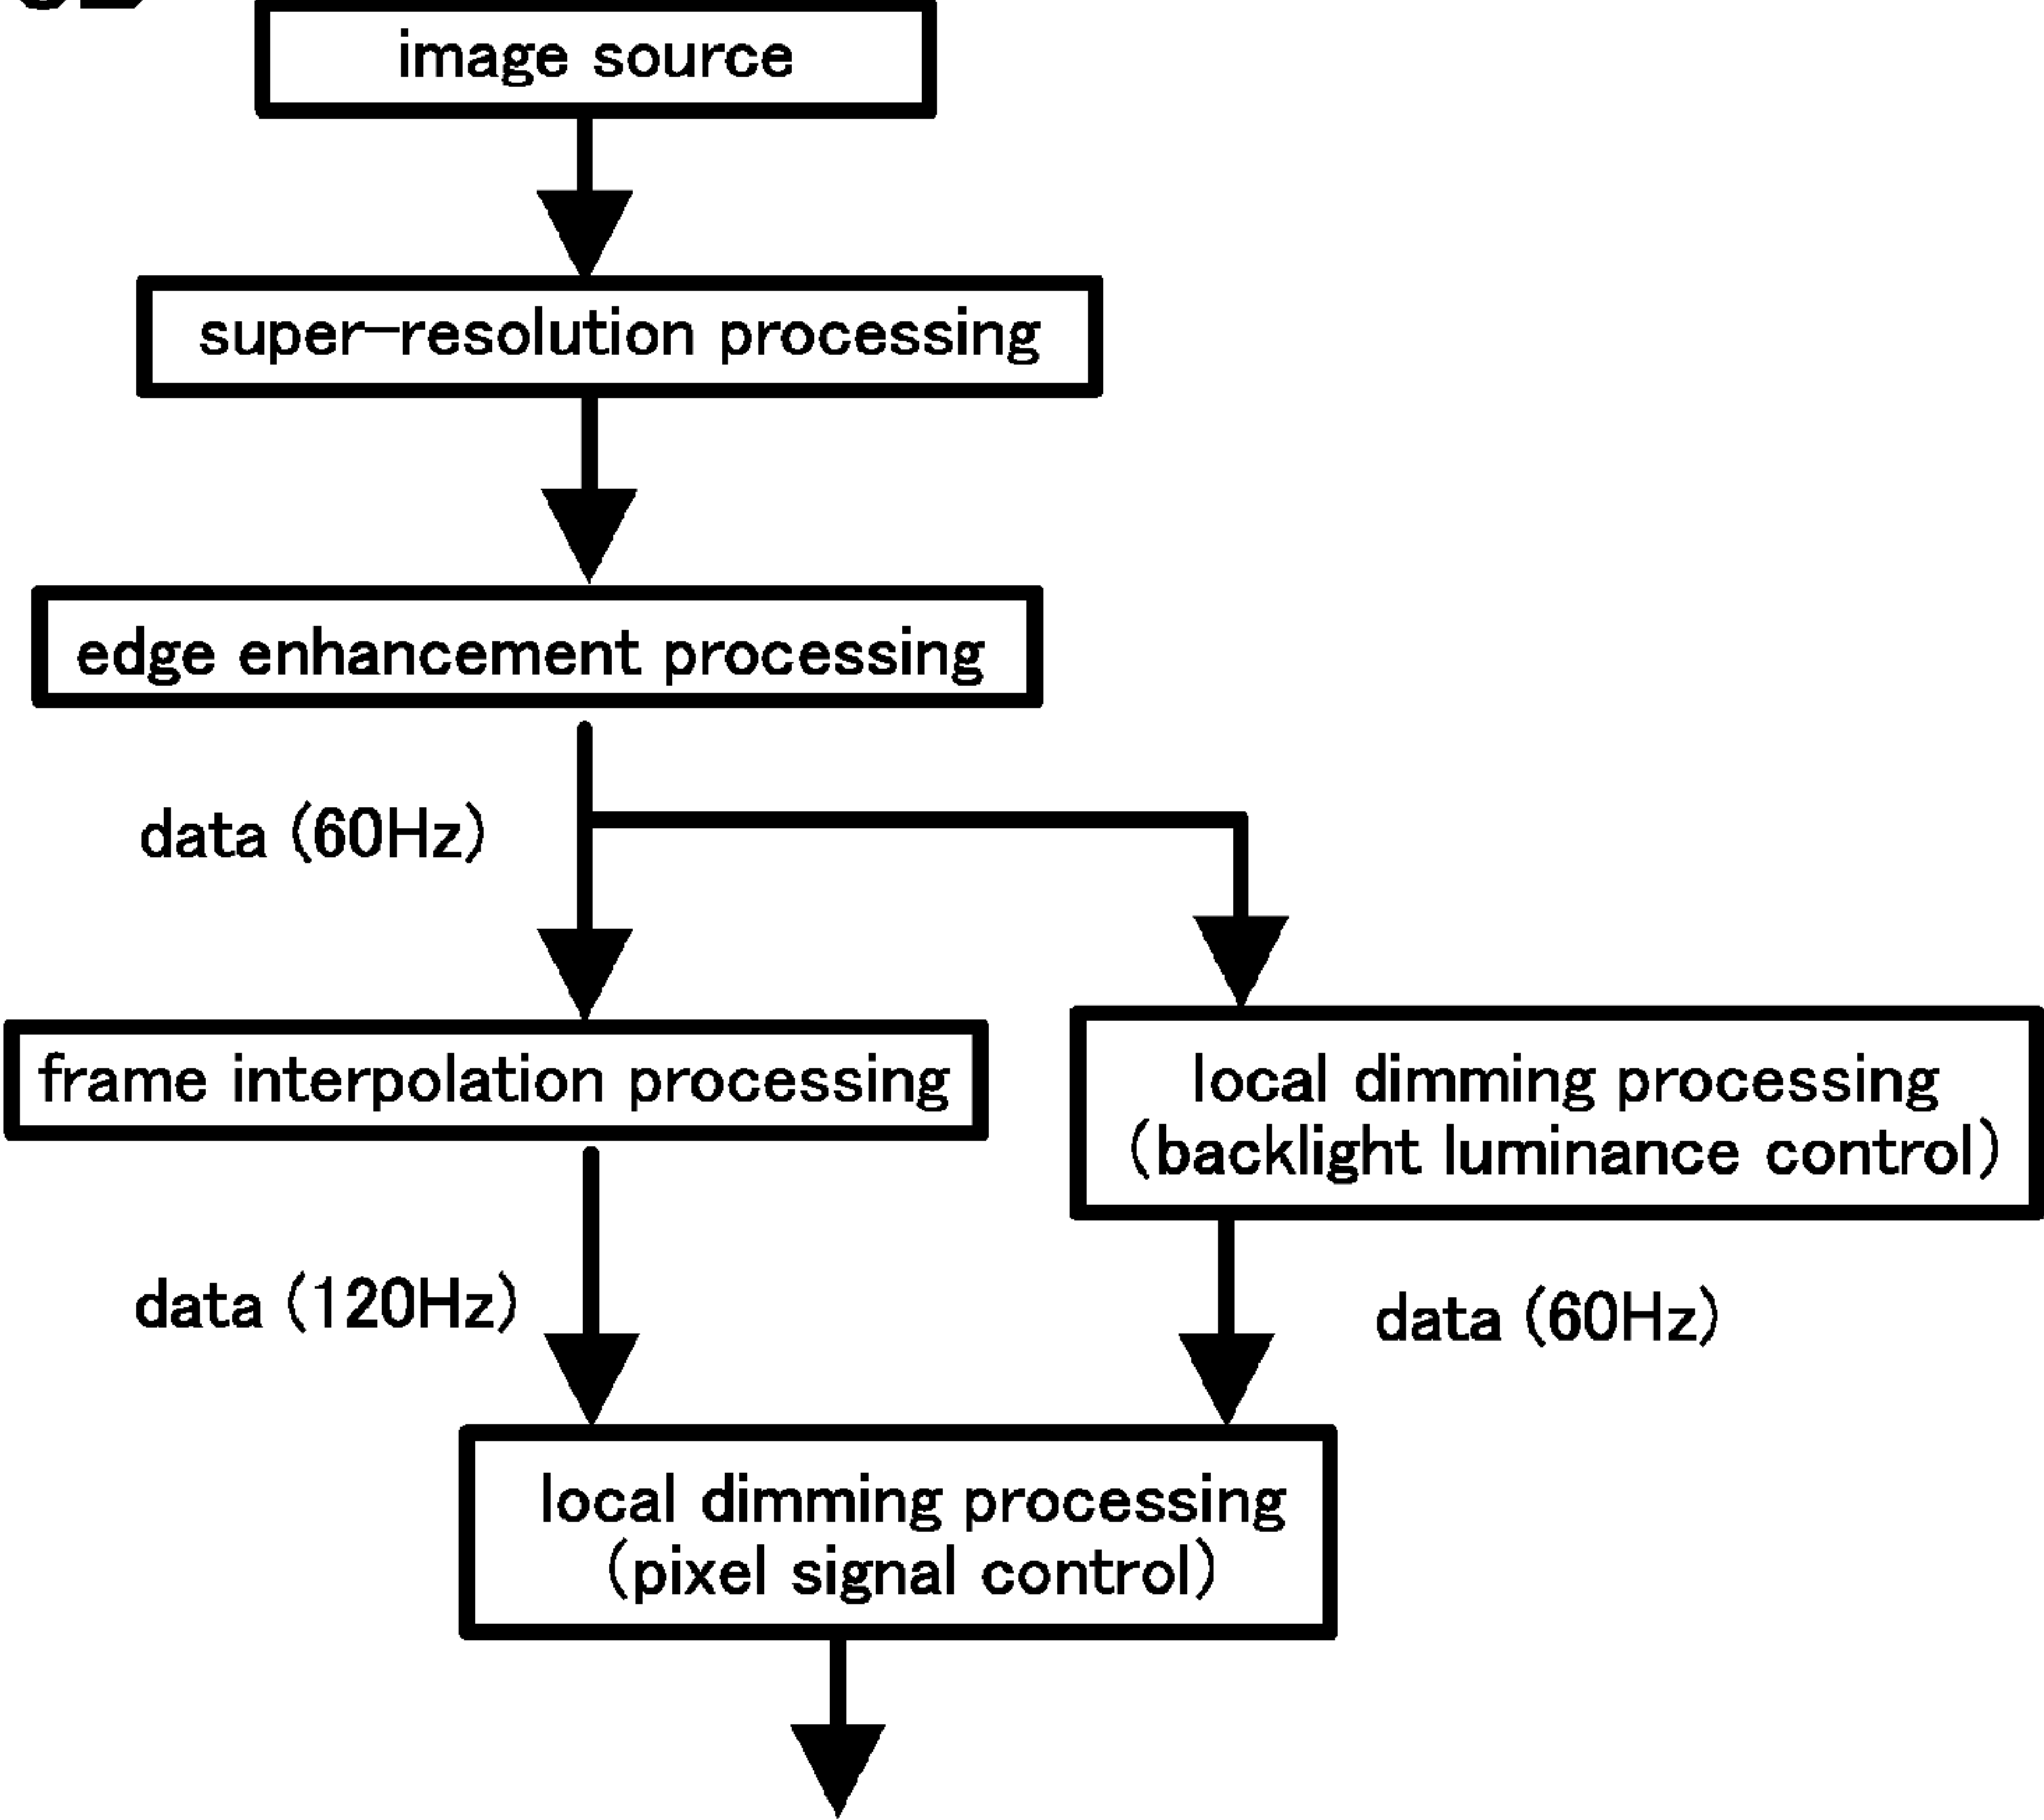 image source
super-resolution processing
edge enhancement processing
data (60Hz)
frame interpolation processing
local dimming processing
(backlight luminance control)
data (120Hz)
data (60Hz)
local dimming processing
(pixel signal control)